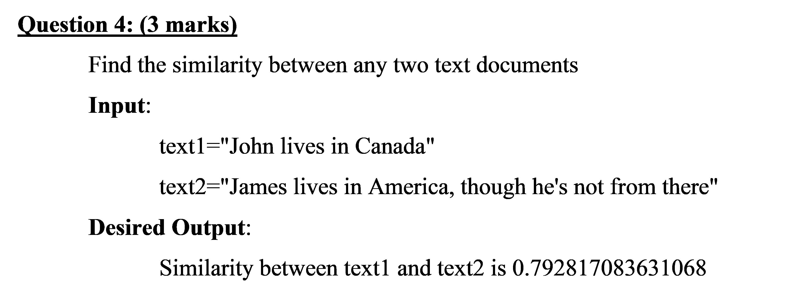 Question 4: (3 marks)
Find the similarity between any two text documents
Input:
text1="John lives in Canada"
text2="James lives in America, though he's not from there"
Desired Output:
Similarity between text1 and text2 is 0.792817083631068